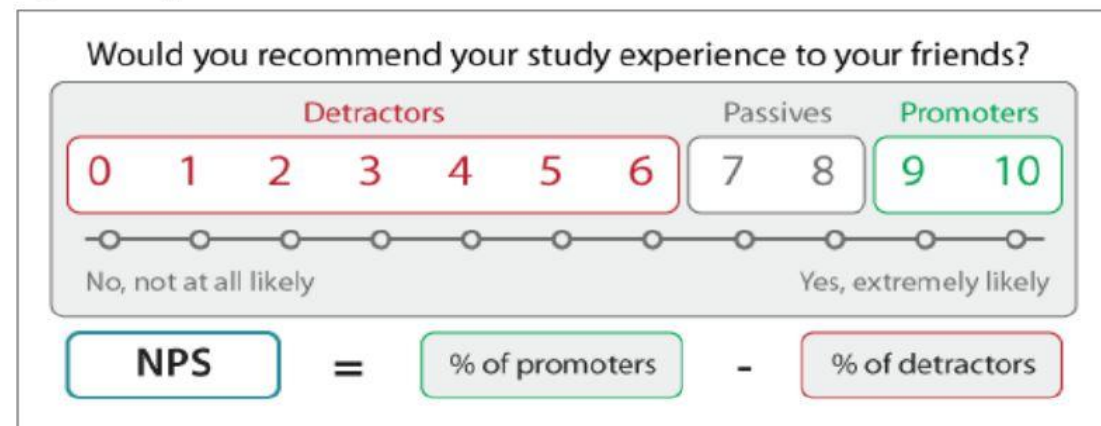 Would you recommend your study experience to your friends?
Detractors Passives Promoters
0 1 2 3 4 5 6 7 8 9 10
No, not at all likely Yes, extremely likely
NPS = % of promoters - % of detractors